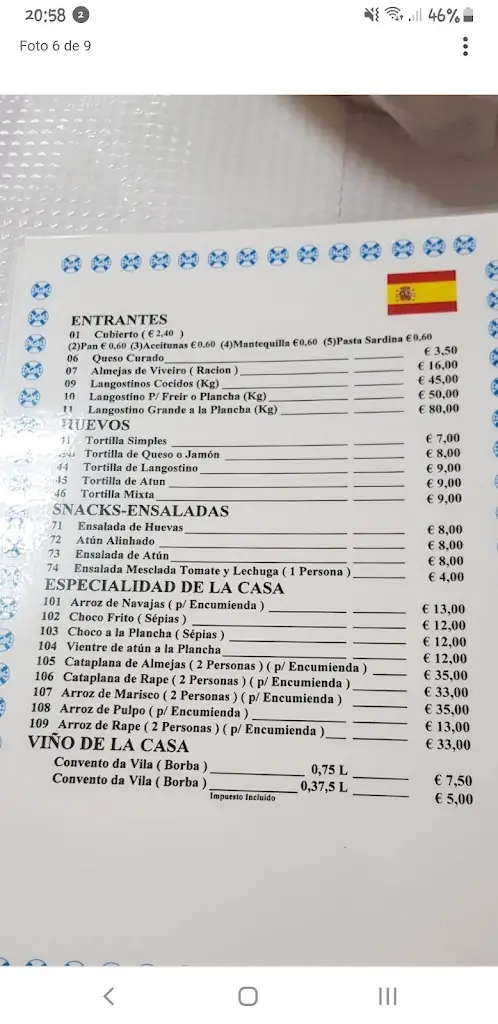 20:58 2 46%
Foto 6 de 9
ENTRANTES
01 Cubierto ( € 2,40 )
(2)Pan € 0,60 (3)Aceitunas €0.60 (4)Mantequilla €0.60 (5)Pasta Sardina €0,60
06 Queso Curado € 3,50
07 Almejas de Viveiro ( Racion ) € 16,00
09 Langostinos Cocidos (Kg) € 45,00
10 Langostino P/ Freir o Plancha (Kg) € 50,00
11 Langostino Grande a la Plancha (Kg) € 80,00
HUEVOS
Tortilla Simples € 7,00
Tortilla de Queso o Jamón € 8,00
44 Tortilla de Langostino € 9,00
45 Tortilla de Atun € 9,00
46 Tortilla Mixta € 9,00
SNACKS-ENSALADAS
71 Ensalada de Huevas € 8,00
72 Atún Alinhado € 8,00
73 Ensalada de Atún € 8,00
74 Ensalada Mesclada Tomate y Lechuga ( 1 Persona ) € 4,00
ESPECIALIDAD DE LA CASA
101 Arroz de Navajas ( p/ Encumienda ) € 13,00
102 Choco Frito ( Sépias ) € 12,00
103 Choco a la Plancha ( Sépias ) € 12,00
104 Vientre de atún a la Plancha € 12,00
105 Cataplana de Almejas ( 2 Personas ) ( p/ Encumienda ) € 35,00
106 Cataplana de Rape ( 2 Personas ) ( p/ Encumienda ) € 33,00
107 Arroz de Marisco ( 2 Personas ) ( p/ Encumienda ) € 35,00
108 Arroz de Pulpo ( p/ Encumienda ) € 13,00
109 Arroz de Rape ( 2 Personas ) ( p/ Encumienda ) € 33,00
VIÑO DE LA CASA
Convento da Vila ( Borba ) 0,75 L € 7,50
Convento da Vila ( Borba ) 0,37,5 L € 5,00
Impuesto Incluido